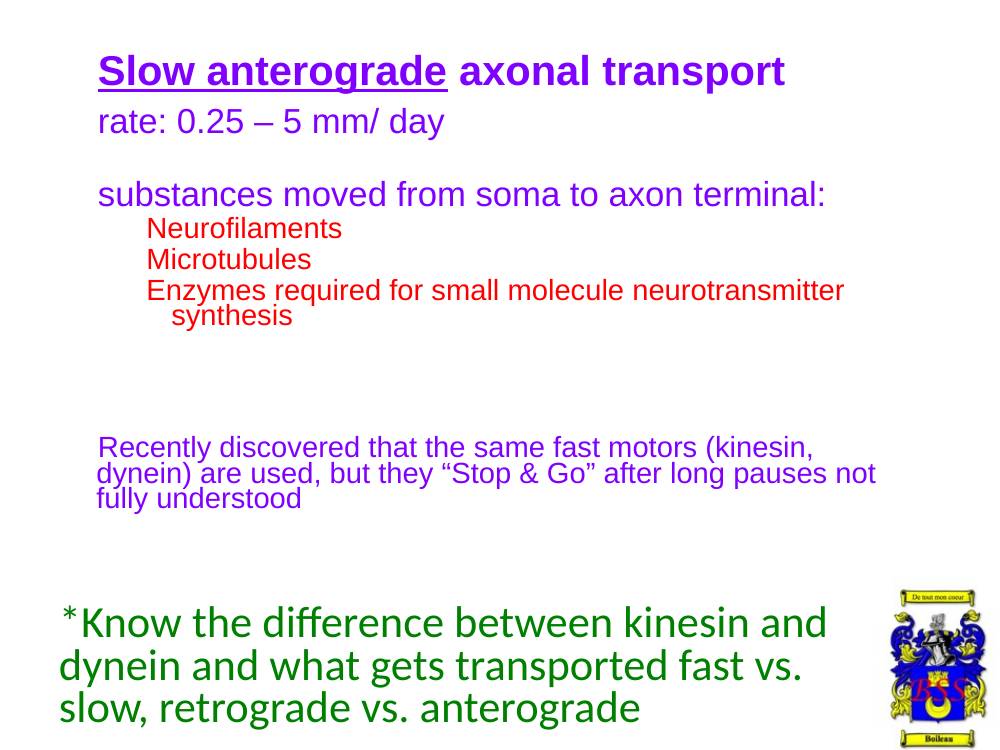 Slow anterograde axonal transport
rate: 0.25 – 5 mm/ day
substances moved from soma to axon terminal:
Neurofilaments
Microtubules
Enzymes required for small molecule neurotransmitter
synthesis
Recently discovered that the same fast motors (kinesin,
dynein) are used, but they “Stop & Go” after long pauses not
fully understood
*Know the difference between kinesin and
dynein and what gets transported fast vs.
slow, retrograde vs. anterograde
De tout mon coeur
BSS
Boileau